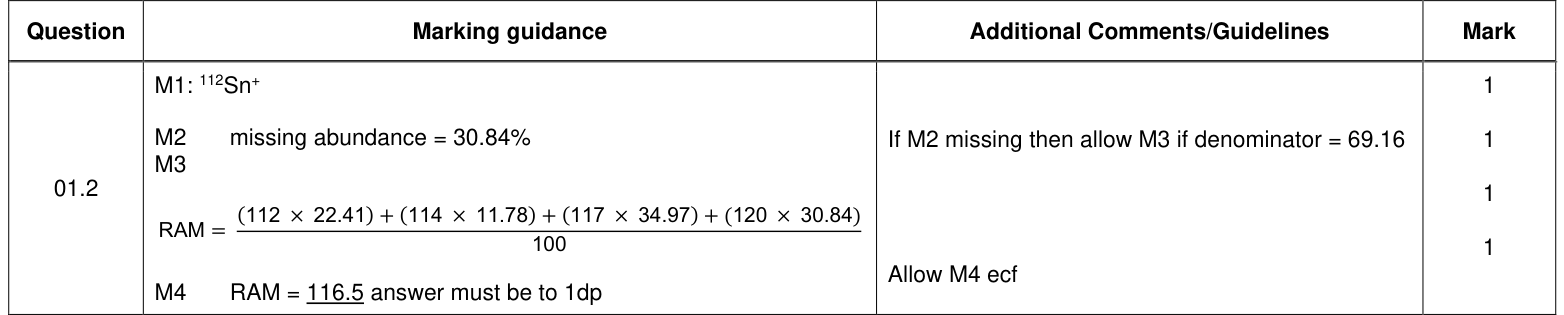 Question Marking guidance Additional Comments/Guidelines Mark
M1: ¹¹²Sn⁺ 1
M2 missing abundance = 30.84% If M2 missing then allow M3 if denominator = 69.16 1
M3
01.2 1
RAM = (112 × 22.41) + (114 × 11.78) + (117 × 34.97) + (120 × 30.84)
100
1
Allow M4 ecf
M4 RAM = 116.5 answer must be to 1dp